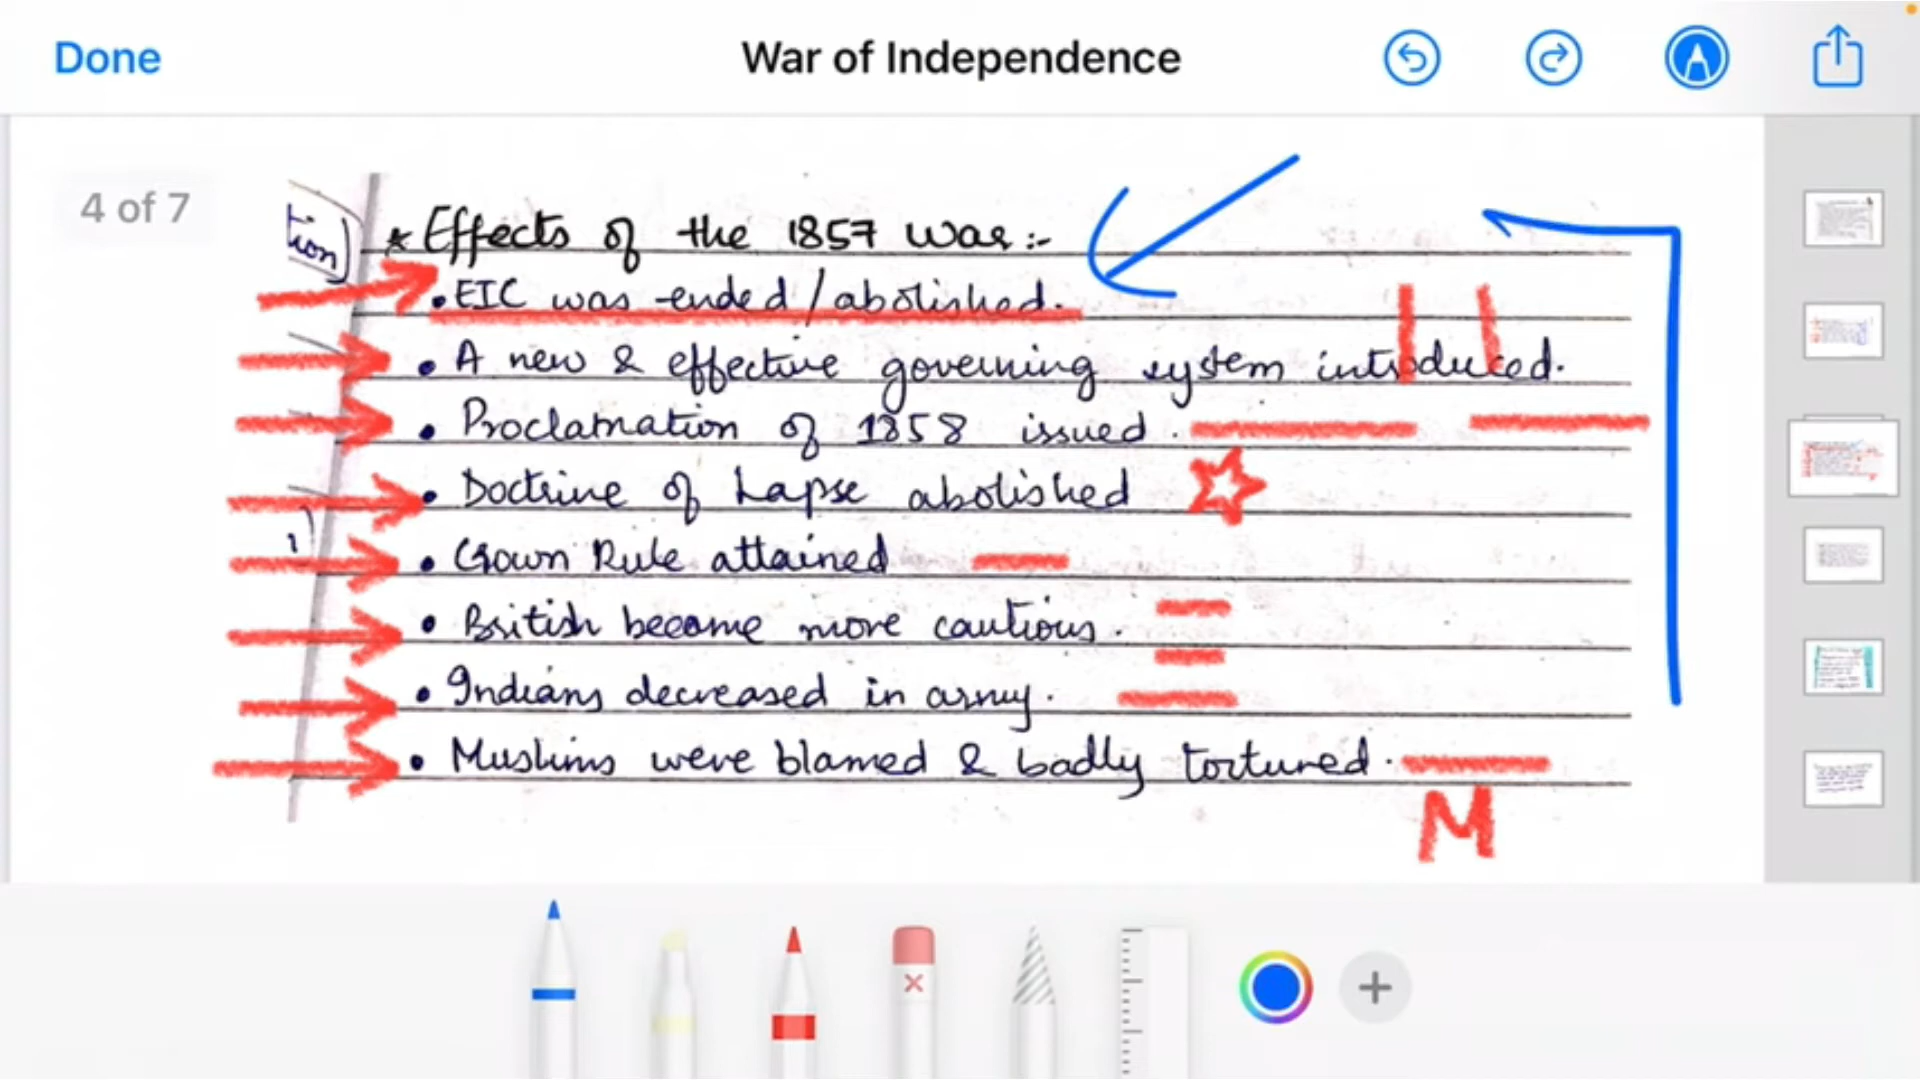 Done
War of Independence
4 of 7
tion)
* Effects of the 1857 War :-
• EIC was ended / abolished.
• A new & effective governing system introduced.
• Proclamation of 1858 issued.
• Doctrine of Lapse abolished
• Crown Rule attained
• British became more cautious.
• Indians decreased in army.
• Muslims were blamed & badly tortured.
M